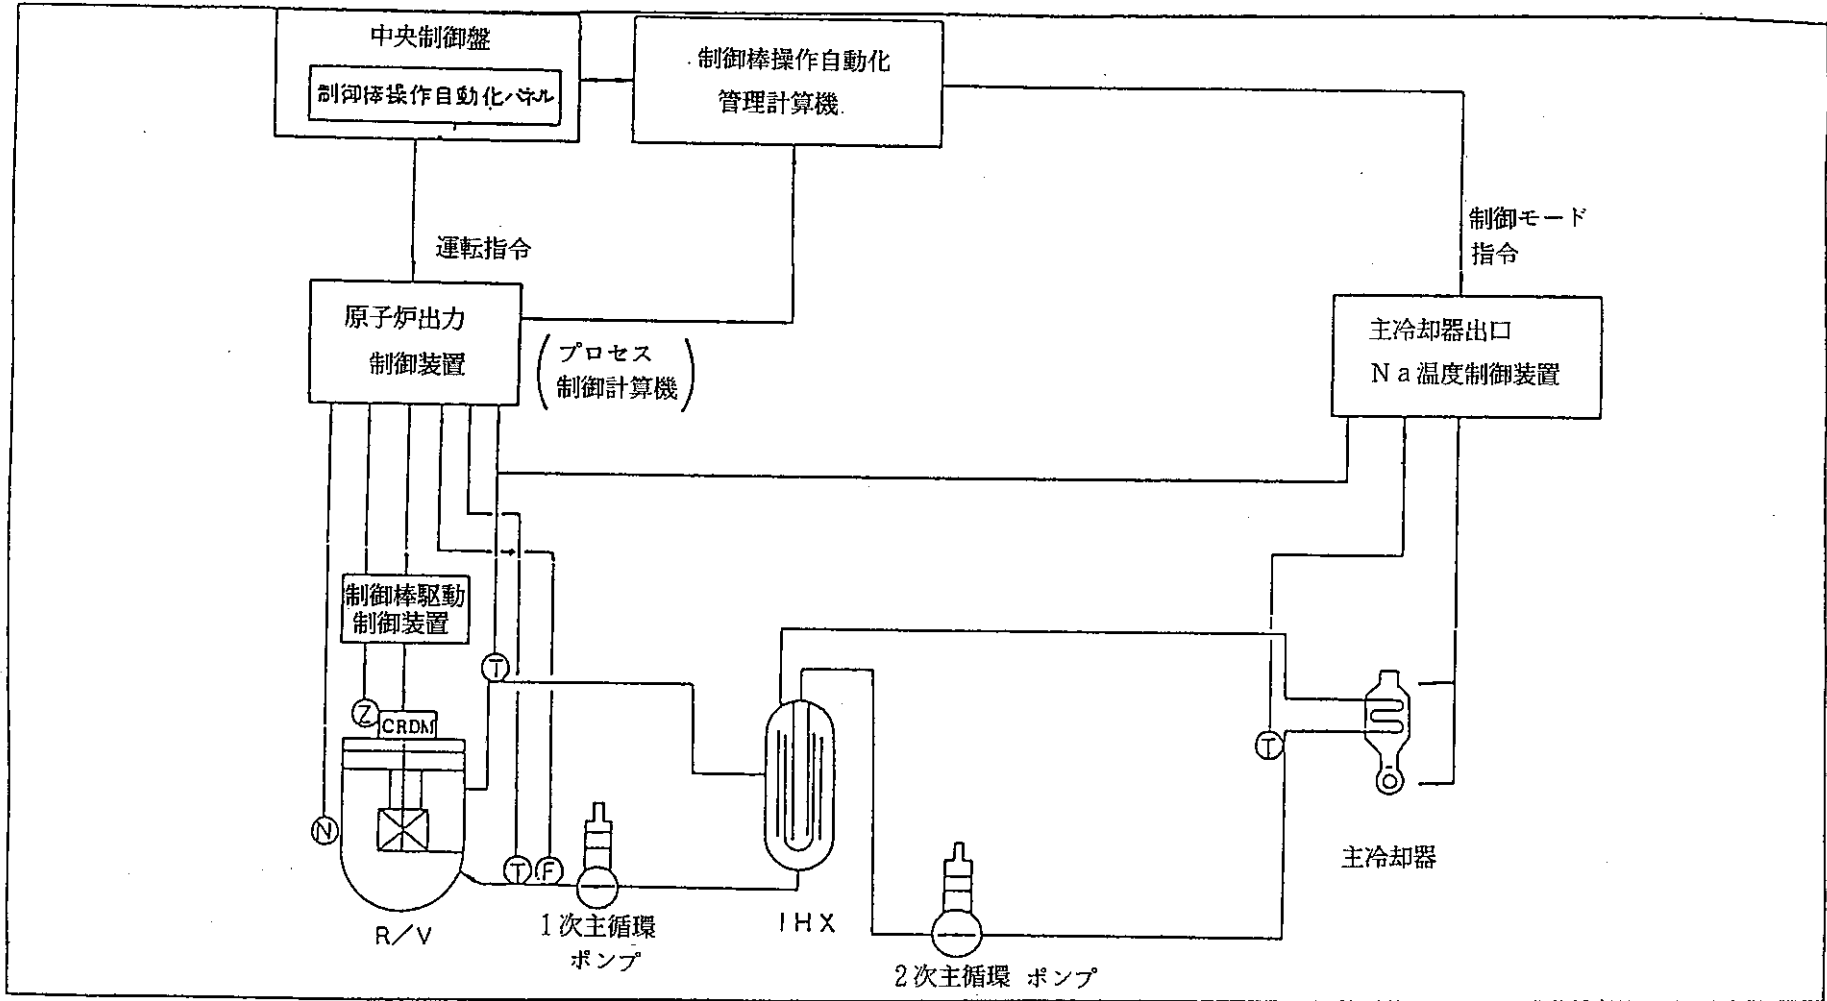 中央制御盤
制御棒操作自動化パネル
制御棒操作自動化
管理計算機
運転指令
制御モード
指令
原子炉出力
制御装置
プロセス
制御計算機
主冷却器出口
Na温度制御装置
制御棒駆動
制御装置
T
Z
CRDM
T
N
T
F
主冷却器
R/V
1次主循環
ポンプ
IHX
2次主循環 ポンプ